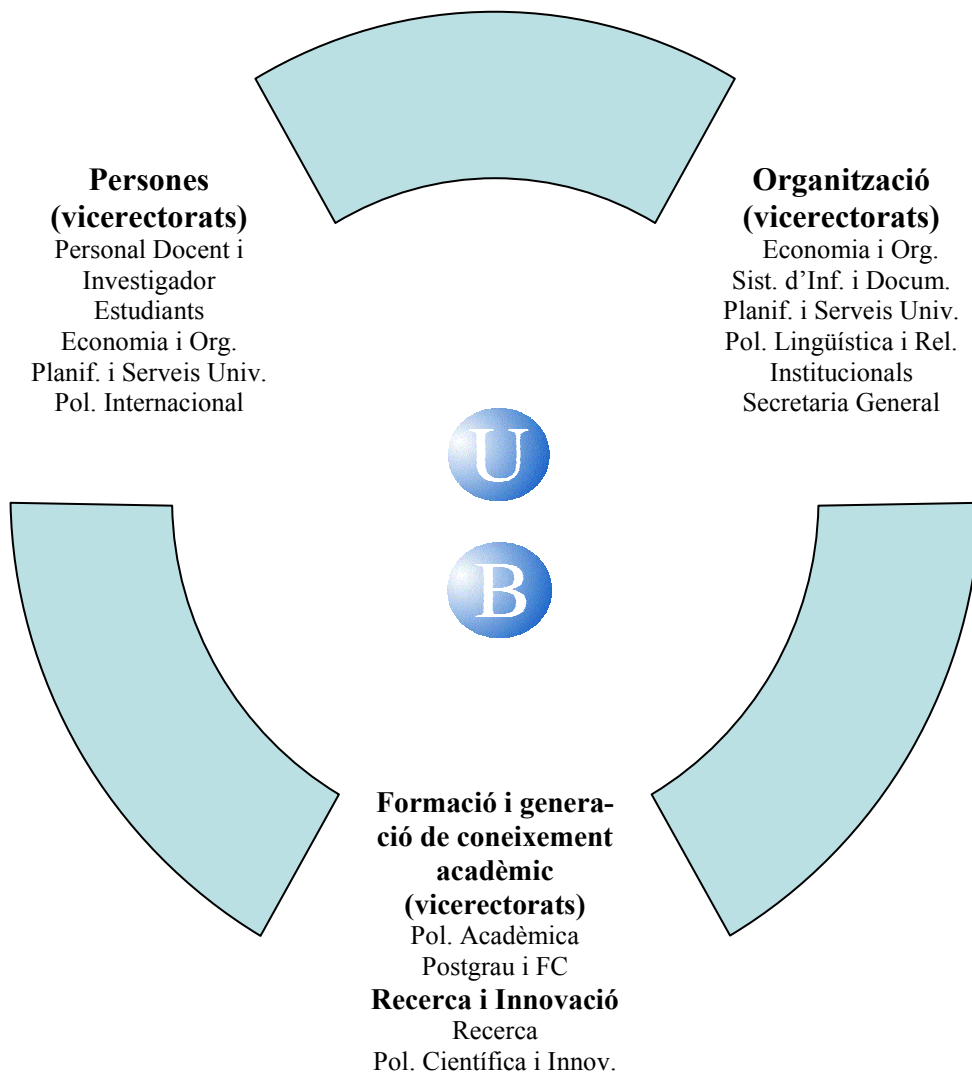 Persones
(vicerectorats)
Personal Docent i
Investigador
Estudiants
Economia i Org.
Planif. i Serveis Univ.
Pol. Internacional
Organització
(vicerectorats)
Economia i Org.
Sist. d’Inf. i Docum.
Planif. i Serveis Univ.
Pol. Lingüística i Rel.
Institucionals
Secretaria General
U
B
Formació i genera-
ció de coneixement
acadèmic
(vicerectorats)
Pol. Acadèmica
Postgrau i FC
Recerca i Innovació
Recerca
Pol. Científica i Innov.